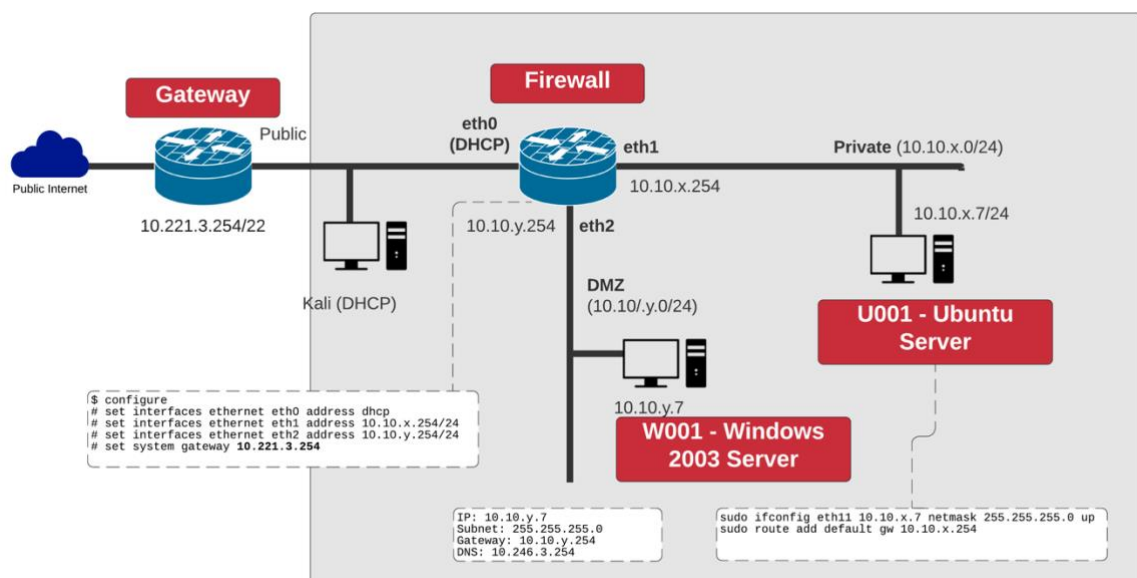 Gateway
Firewall
Public
eth0
(DHCP)
eth1
Private (10.10.x.0/24)
Public Internet
10.221.3.254/22
10.10.x.254
10.10.y.254
eth2
10.10.x.7/24
Kali (DHCP)
DMZ
(10.10/.y.0/24)
U001 - Ubuntu
Server
10.10.y.7
W001 - Windows
2003 Server
$ configure
# set interfaces ethernet eth0 address dhcp
# set interfaces ethernet eth1 address 10.10.x.254/24
# set interfaces ethernet eth2 address 10.10.y.254/24
# set system gateway 10.221.3.254
IP: 10.10.y.7
Subnet: 255.255.255.0
Gateway: 10.10.y.254
DNS: 10.246.3.254
sudo ifconfig eth11 10.10.x.7 netmask 255.255.255.0 up
sudo route add default gw 10.10.x.254